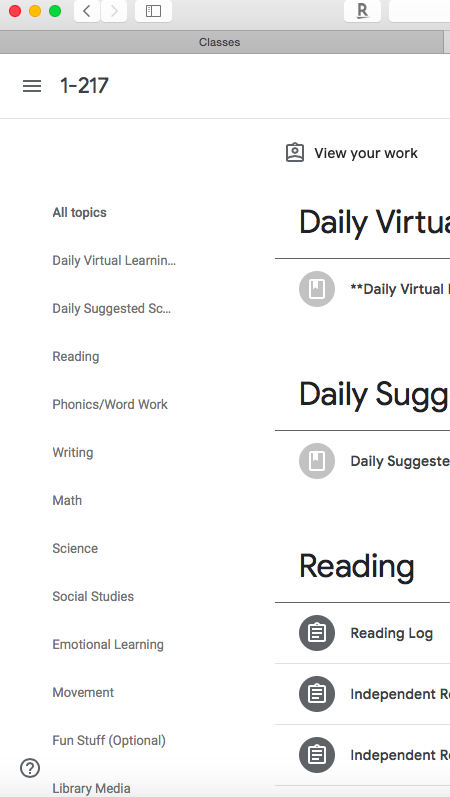 R
Classes
1-217
View your work
All topics
Daily Virtual Learnin...
Daily Suggested Sc...
Reading
Phonics/Word Work
Writing
Math
Science
Social Studies
Emotional Learning
Movement
Fun Stuff (Optional)
Library Media
Daily Virtua
**Daily Virtual
Daily Sugg
Daily Suggeste
Reading
Reading Log
Independent Re
Independent Re
?